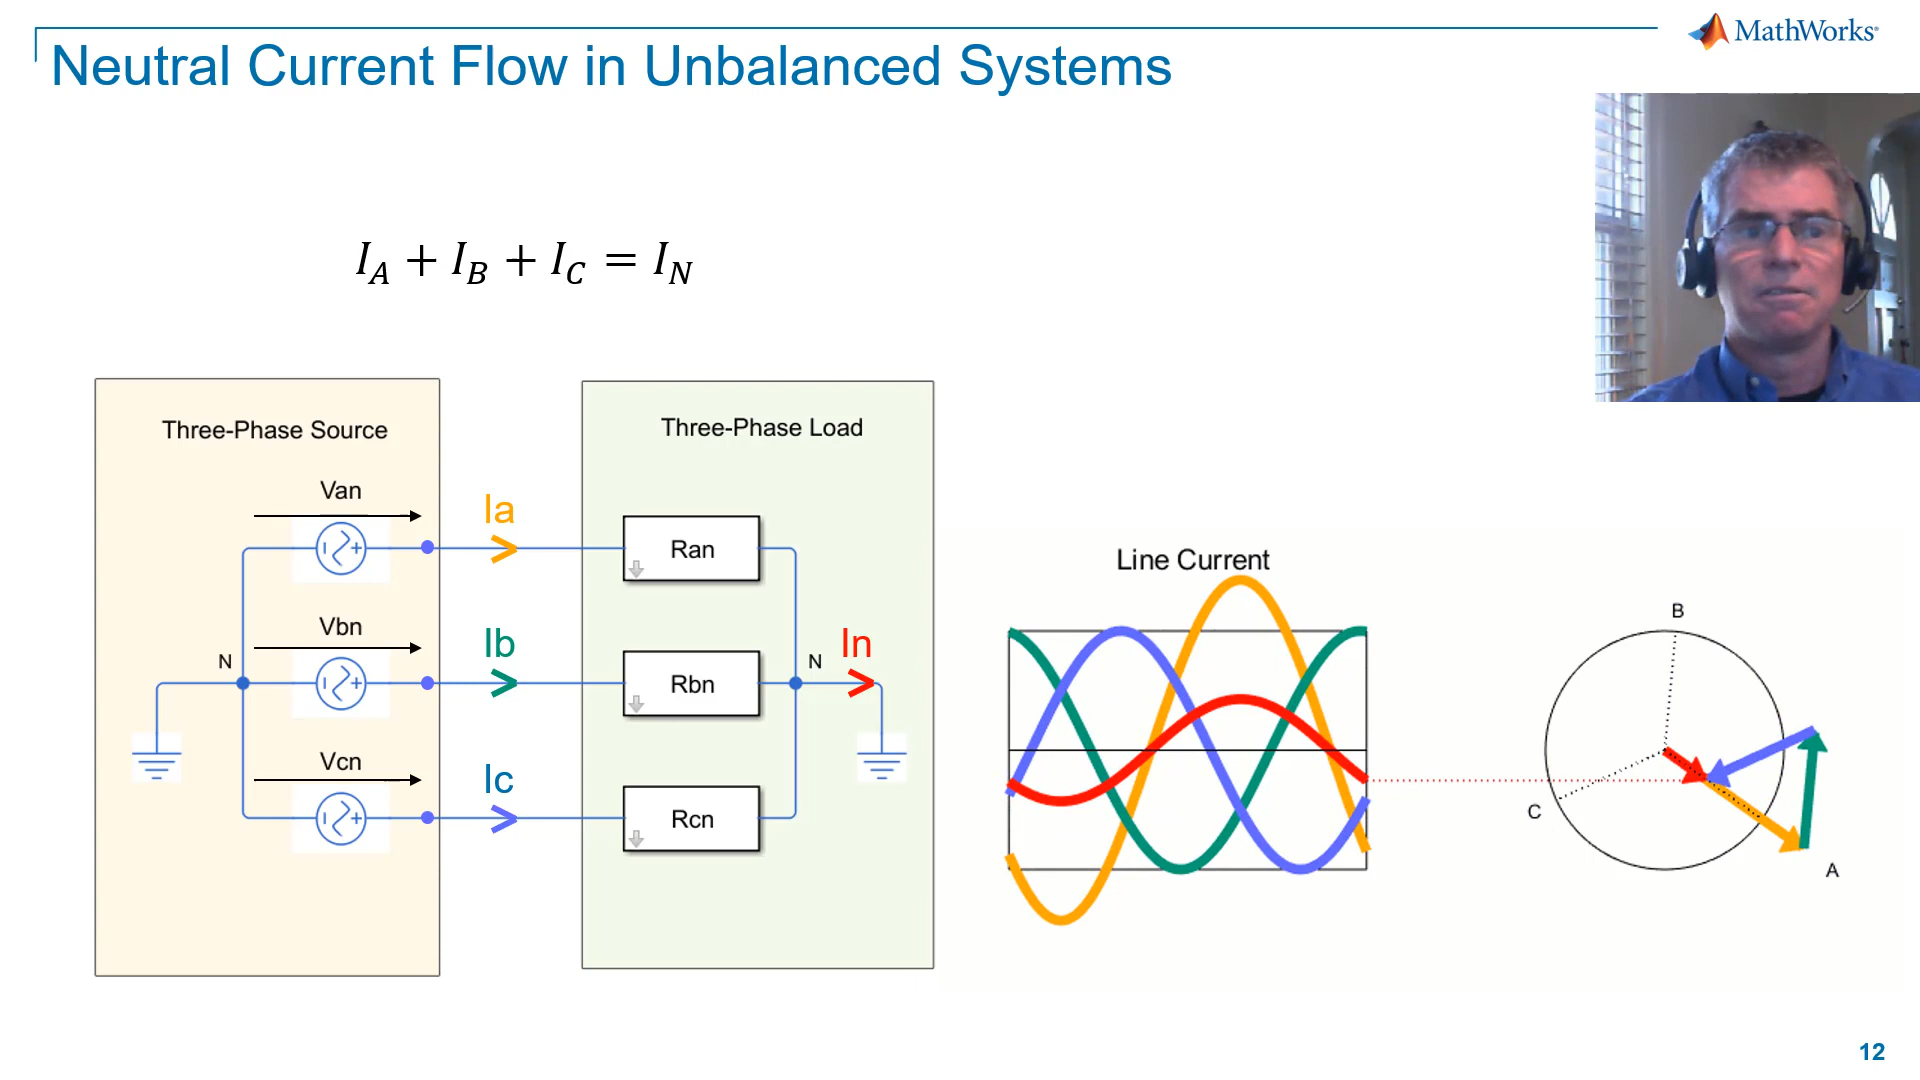 Neutral Current Flow in Unbalanced Systems
MathWorks®
I_A + I_B + I_C = I_N
Three-Phase Source
Three-Phase Load
Van
Ia
Ran
Vbn
Ib
N
Rbn
N
In
Vcn
Ic
Rcn
Line Current
B
C
A
12